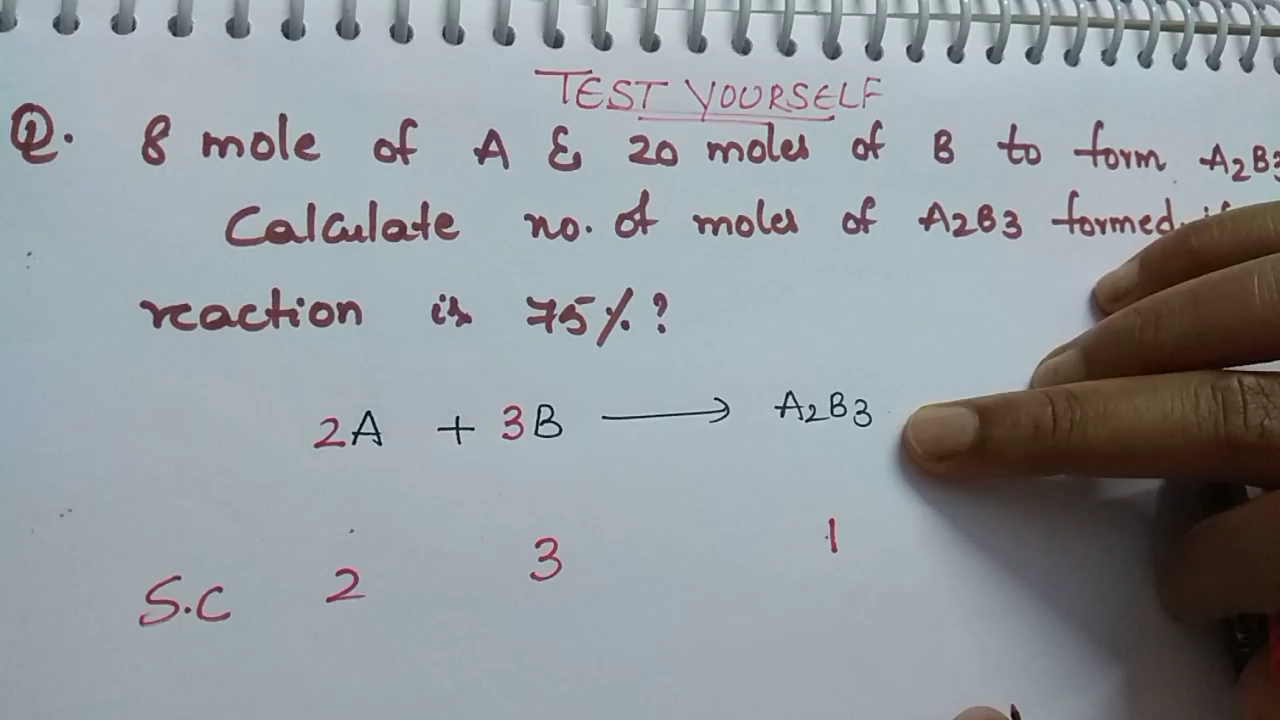 TEST YOURSELF
Q. 8 mole of A & 20 moles of B to form A2B3
Calculate no. of moles of A2B3 formed
reaction is 75%?
2A + 3B → A2B3
S.C 2 3 1